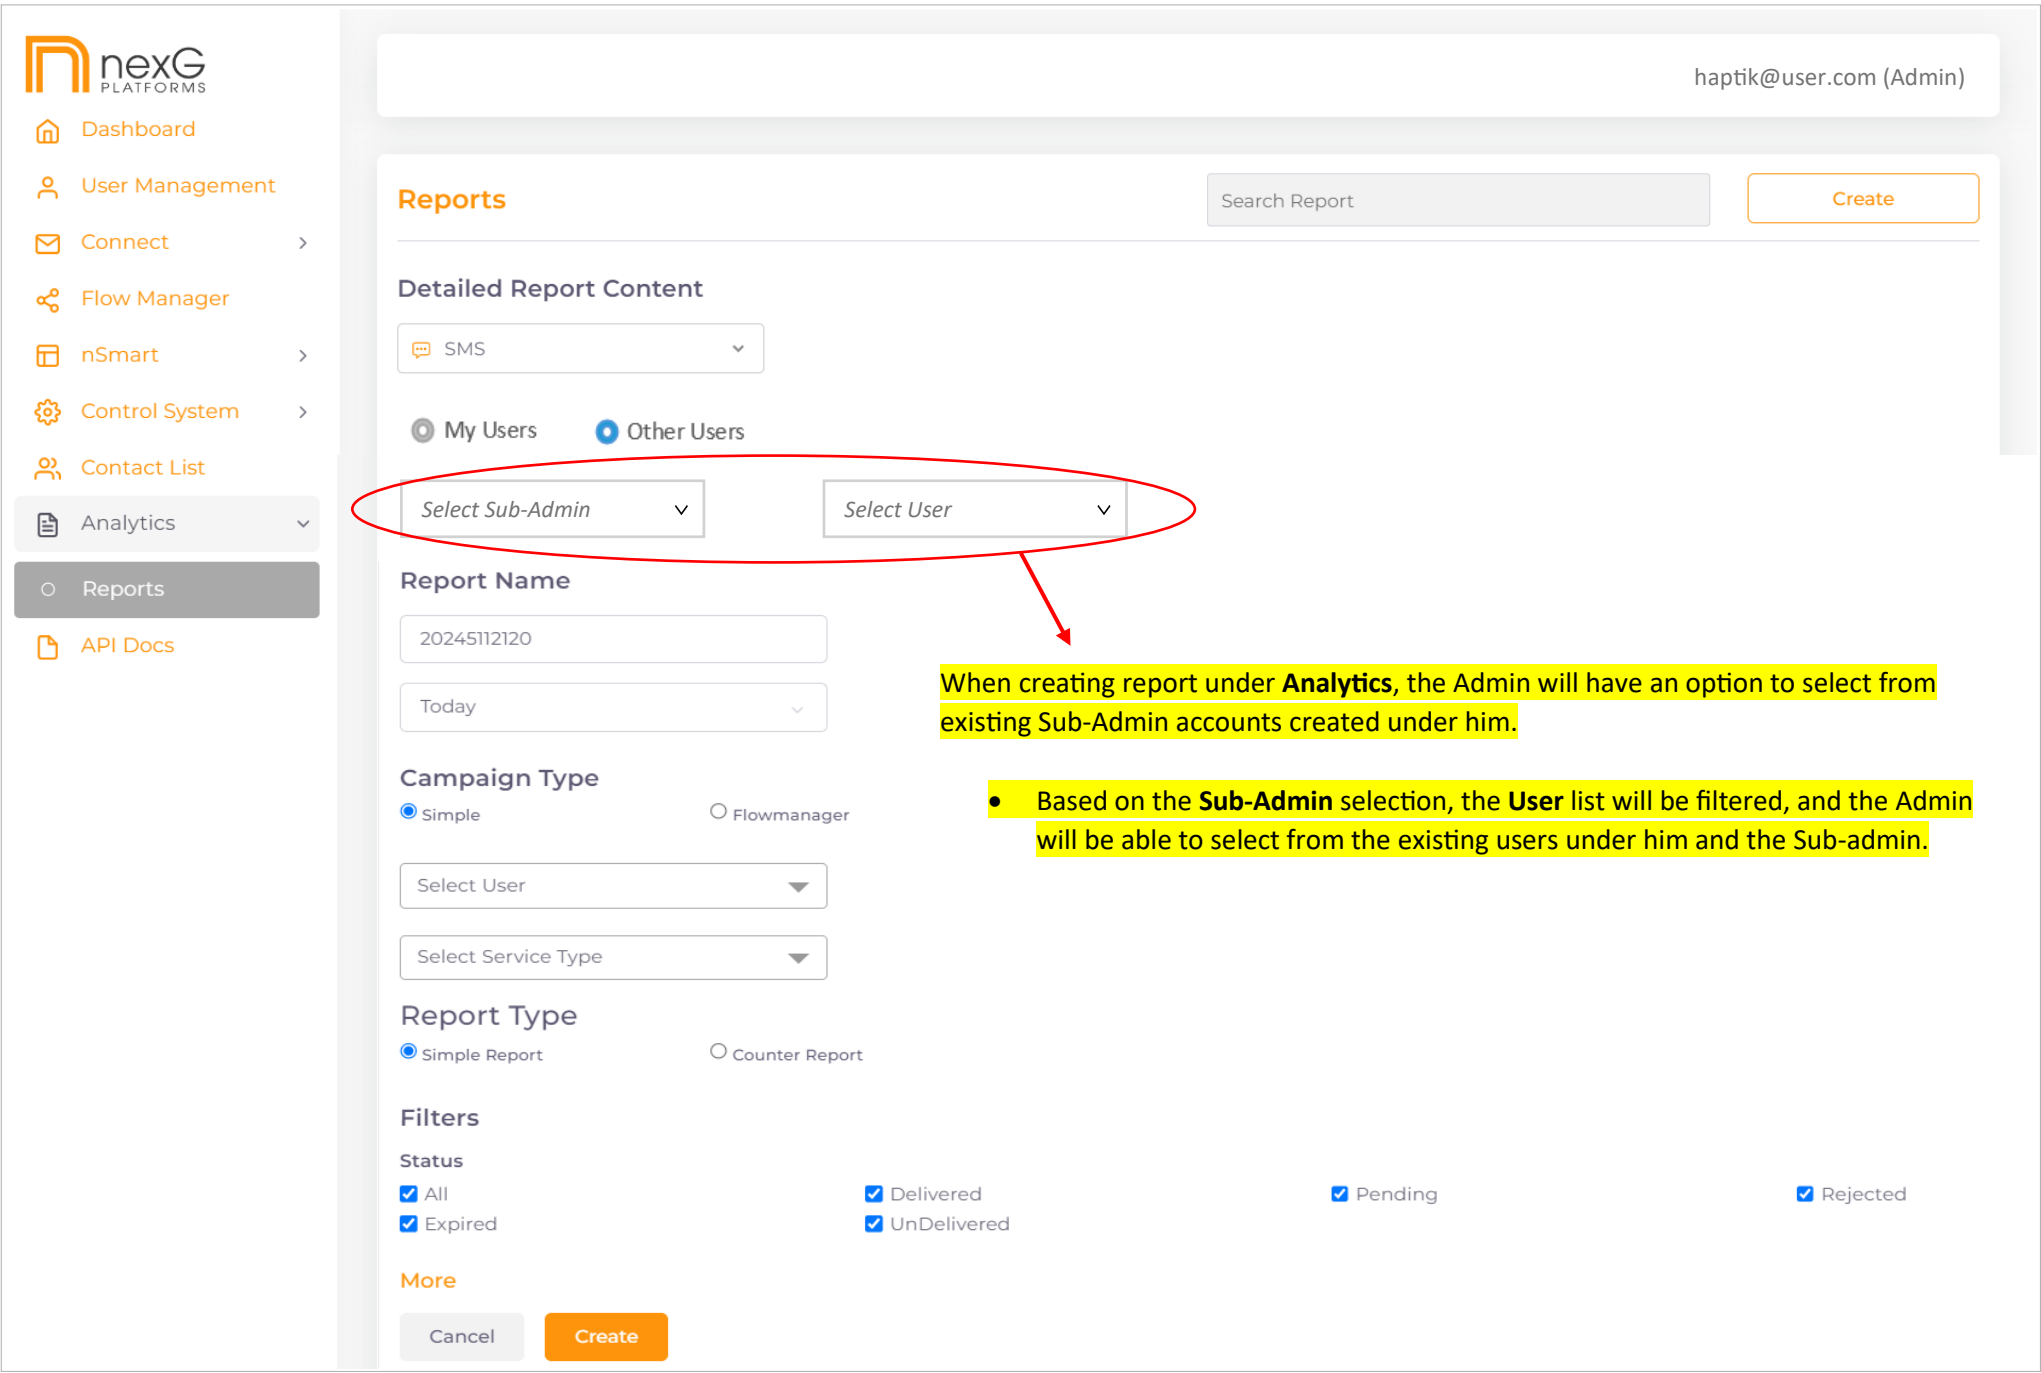 nexG
PLATFORMS
haptik@user.com (Admin)
Dashboard
User Management
Connect
Flow Manager
nSmart
Control System
Contact List
Analytics
Reports
API Docs
Reports
Search Report
Create
Detailed Report Content
SMS
My Users
Other Users
Select Sub-Admin
Select User
Report Name
20245112120
Today
When creating report under Analytics, the Admin will have an option to select from
existing Sub-Admin accounts created under him.
• Based on the Sub-Admin selection, the User list will be filtered, and the Admin
will be able to select from the existing users under him and the Sub-admin.
Campaign Type
Simple
Flowmanager
Select User
Select Service Type
Report Type
Simple Report
Counter Report
Filters
Status
All
Delivered
Pending
Rejected
Expired
UnDelivered
More
Cancel
Create